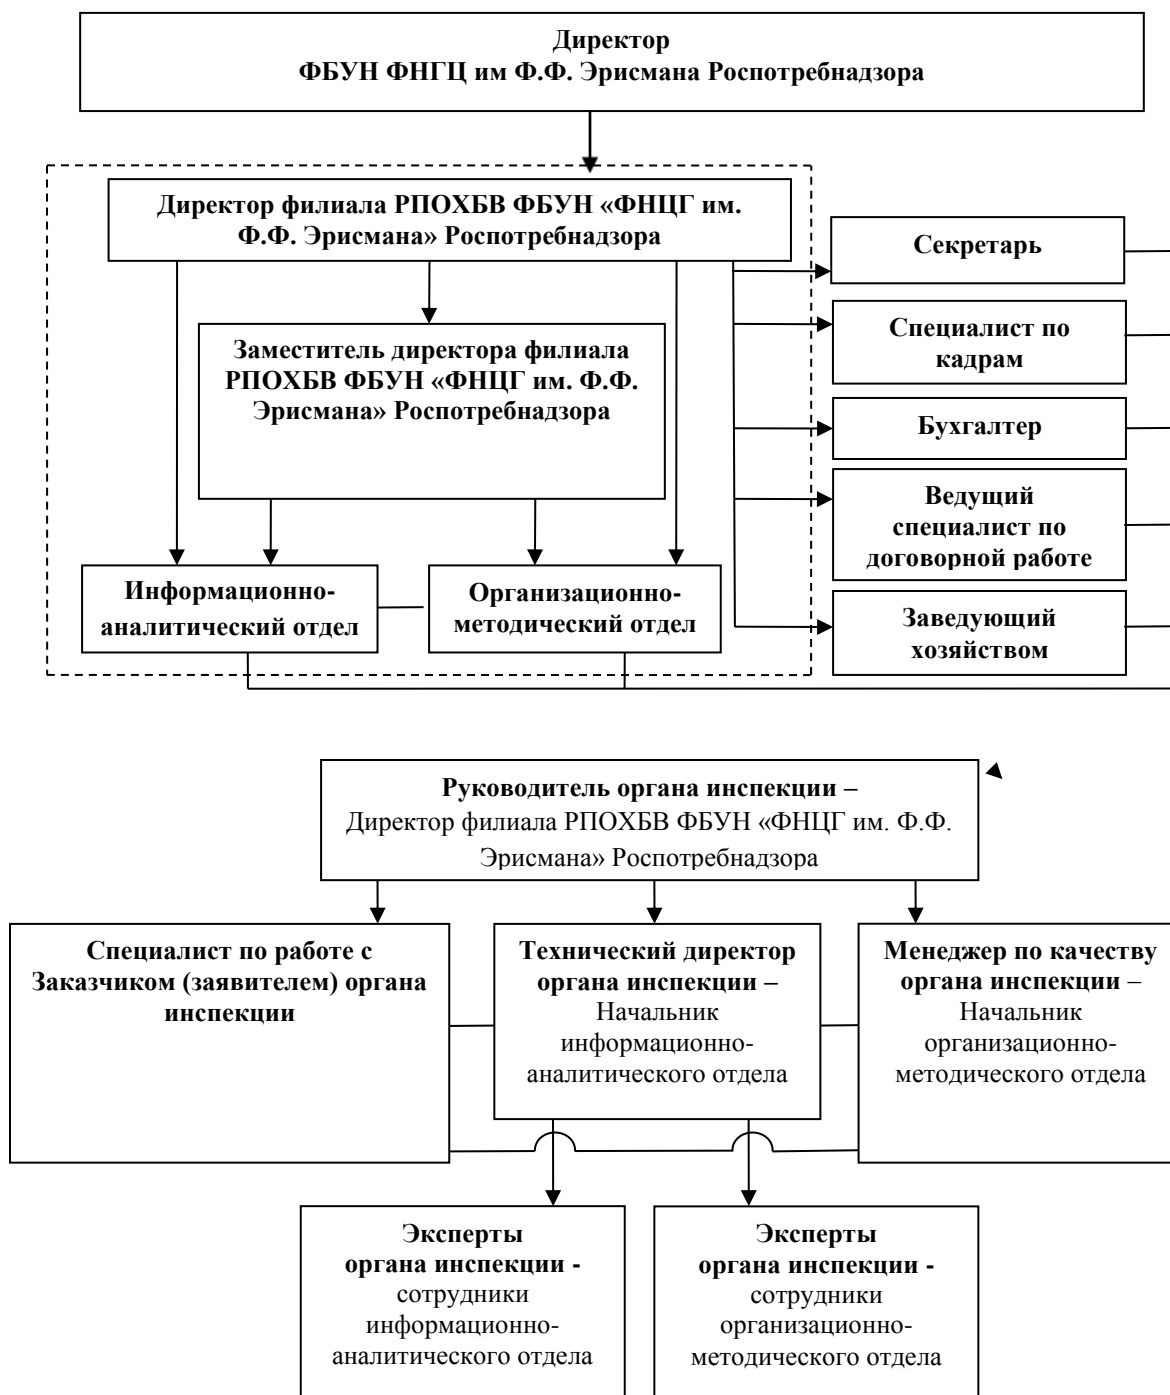 Директор
ФБУН ФНГЦ им Ф.Ф. Эрисмана Роспотребнадзора
Директор филиала РПОХБВ ФБУН «ФНЦГ им.
Ф.Ф. Эрисмана» Роспотребнадзора
Секретарь
Специалист по
кадрам
Заместитель директора филиала
РПОХБВ ФБУН «ФНЦГ им. Ф.Ф.
Эрисмана» Роспотребнадзора
Бухгалтер
Ведущий
специалист по
договорной работе
Информационно-
аналитический отдел
Организационно-
методический отдел
Заведующий
хозяйством
Руководитель органа инспекции –
Директор филиала РПОХБВ ФБУН «ФНЦГ им. Ф.Ф.
Эрисмана» Роспотребнадзора
Специалист по работе с
Заказчиком (заявителем) органа
инспекции
Технический директор
органа инспекции –
Начальник
информационно-
аналитического отдела
Менеджер по качеству
органа инспекции –
Начальник
организационно-
методического отдела
Эксперты
органа инспекции -
сотрудники
информационно-
аналитического отдела
Эксперты
органа инспекции -
сотрудники
организационно-
методического отдела